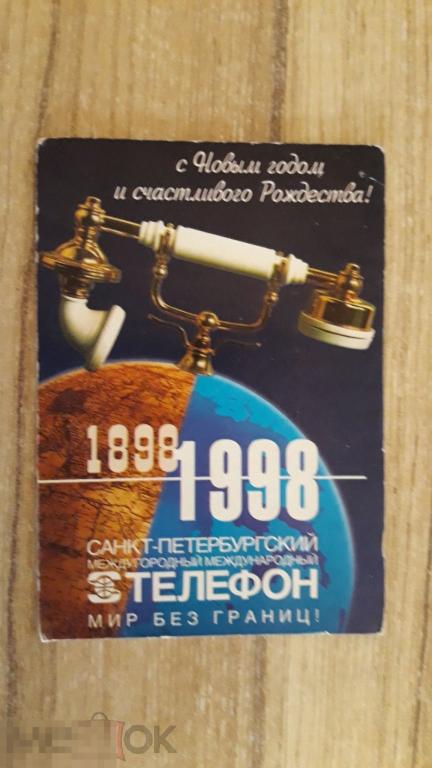 с Новым годом
и счастливого Рождества!
1898
1998
САНКТ-ПЕТЕРБУРГСКИЙ
МЕЖДУГОРОДНЫЙ МЕЖДУНАРОДНЫЙ
ТЕЛЕФОН
МИР БЕЗ ГРАНИЦ!